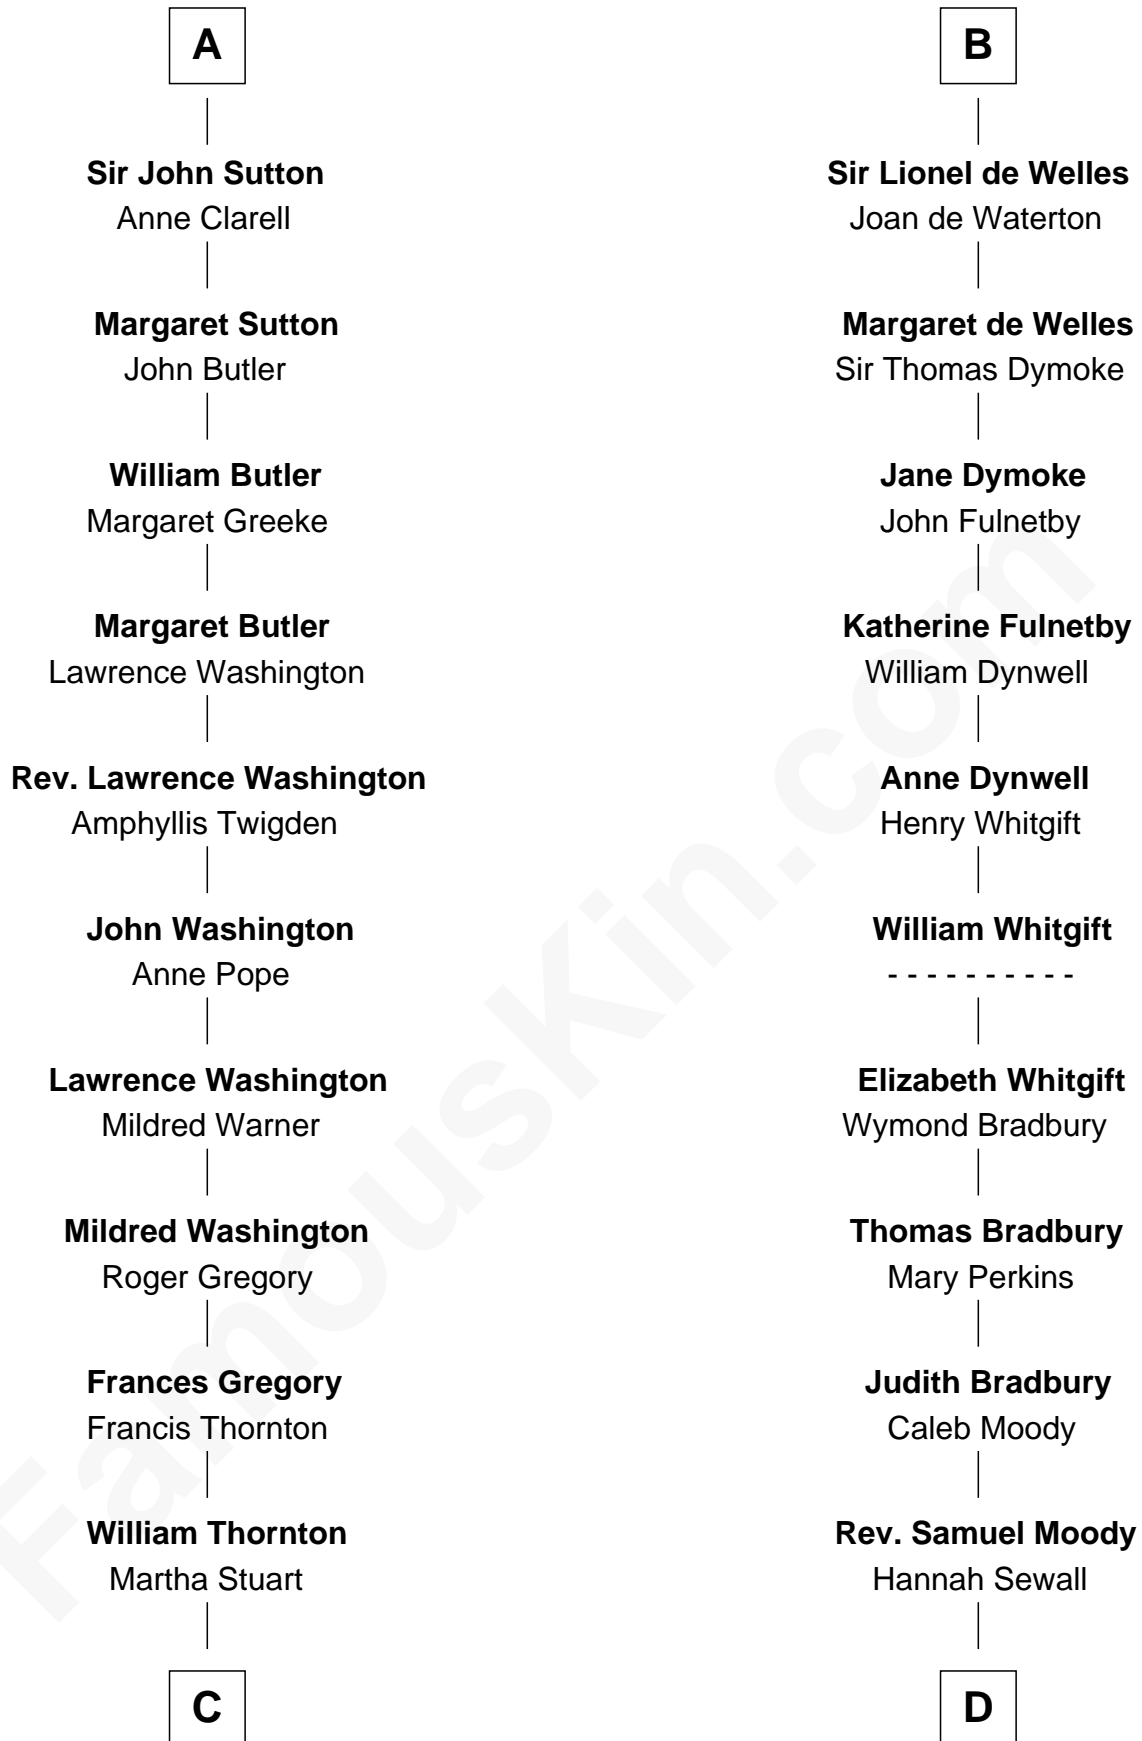 A
Sir John Sutton
Anne Clarell
Margaret Sutton
John Butler
William Butler
Margaret Greeke
Margaret Butler
Lawrence Washington
Rev. Lawrence Washington
Amphyllis Twigden
John Washington
Anne Pope
Lawrence Washington
Mildred Warner
Mildred Washington
Roger Gregory
Frances Gregory
Francis Thornton
William Thornton
Martha Stuart
C
B
Sir Lionel de Welles
Joan de Waterton
Margaret de Welles
Sir Thomas Dymoke
Jane Dymoke
John Fulnetby
Katherine Fulnetby
William Dynwell
Anne Dynwell
Henry Whitgift
William Whitgift
- - - - - - - - - -
Elizabeth Whitgift
Wymond Bradbury
Thomas Bradbury
Mary Perkins
Judith Bradbury
Caleb Moody
Rev. Samuel Moody
Hannah Sewall
D
FamousKin.com